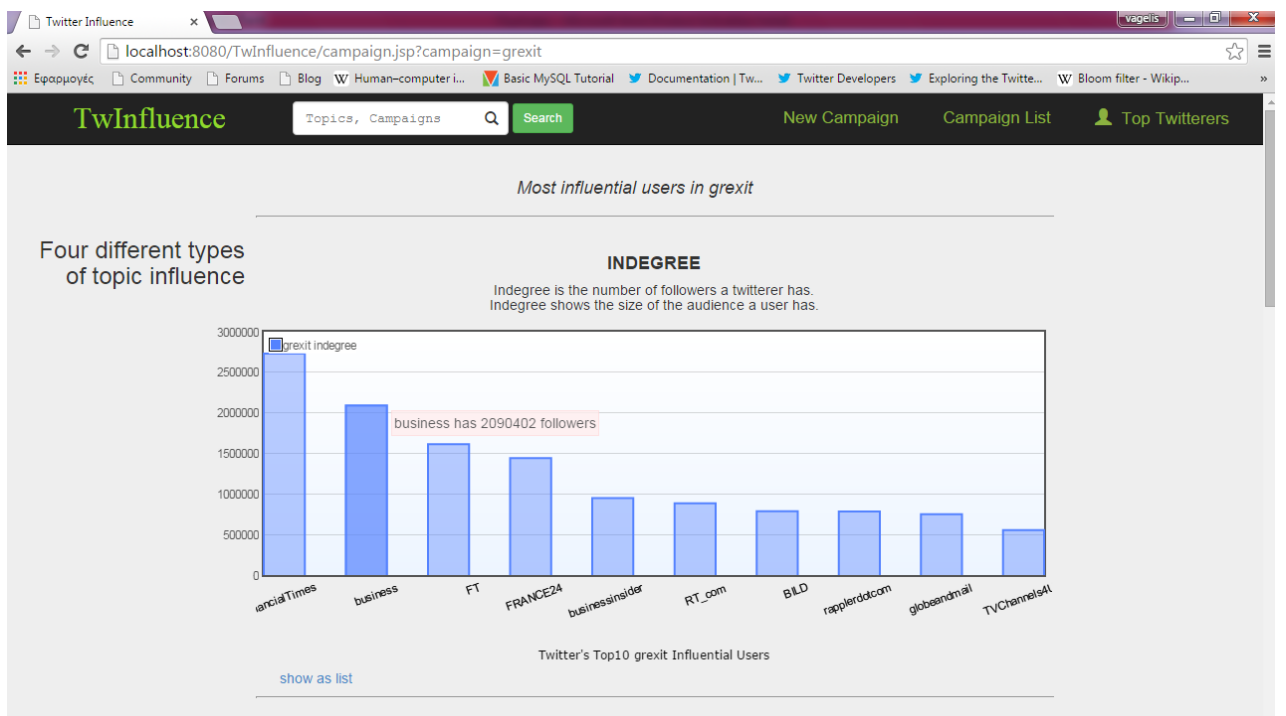 Twitter Influence
vagelis
localhost:8080/TwInfluence/campaign.jsp?campaign=grexit
Εφαρμογές Community Forums Blog Human–computer i... Basic MySQL Tutorial Documentation | Tw... Twitter Developers Exploring the Twitte... Bloom filter - Wikip... »
TwInfluence Topics, Campaigns Search New Campaign Campaign List Top Twitterers
Most influential users in grexit
Four different types
of topic influence
INDEGREE
Indegree is the number of followers a twitterer has.
Indegree shows the size of the audience a user has.
3000000
grexit indegree
2500000
2000000
business has 2090402 followers
1500000
1000000
500000
0
ancialTimes business FT FRANCE24 businessinsider RT_com BILD rapplerdotcom globeandmail TVChannels4U
Twitter's Top10 grexit Influential Users
show as list